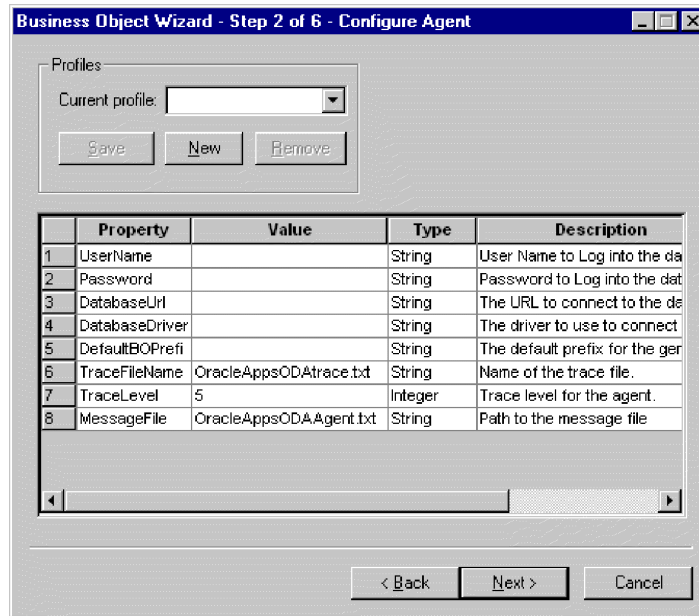 Business Object Wizard - Step 2 of 6 - Configure Agent
Profiles
Current profile:
Save New Remove
Property Value Type Description
1 UserName String User Name to Log into the da
2 Password String Password to Log into the dat
3 DatabaseUrl String The URL to connect to the da
4 DatabaseDriver String The driver to use to connect
5 DefaultBOPrefi String The default prefix for the ger
6 TraceFileName OracleAppsODAtrace.txt String Name of the trace file.
7 TraceLevel 5 Integer Trace level for the agent.
8 MessageFile OracleAppsODAAgent.txt String Path to the message file
< Back Next > Cancel